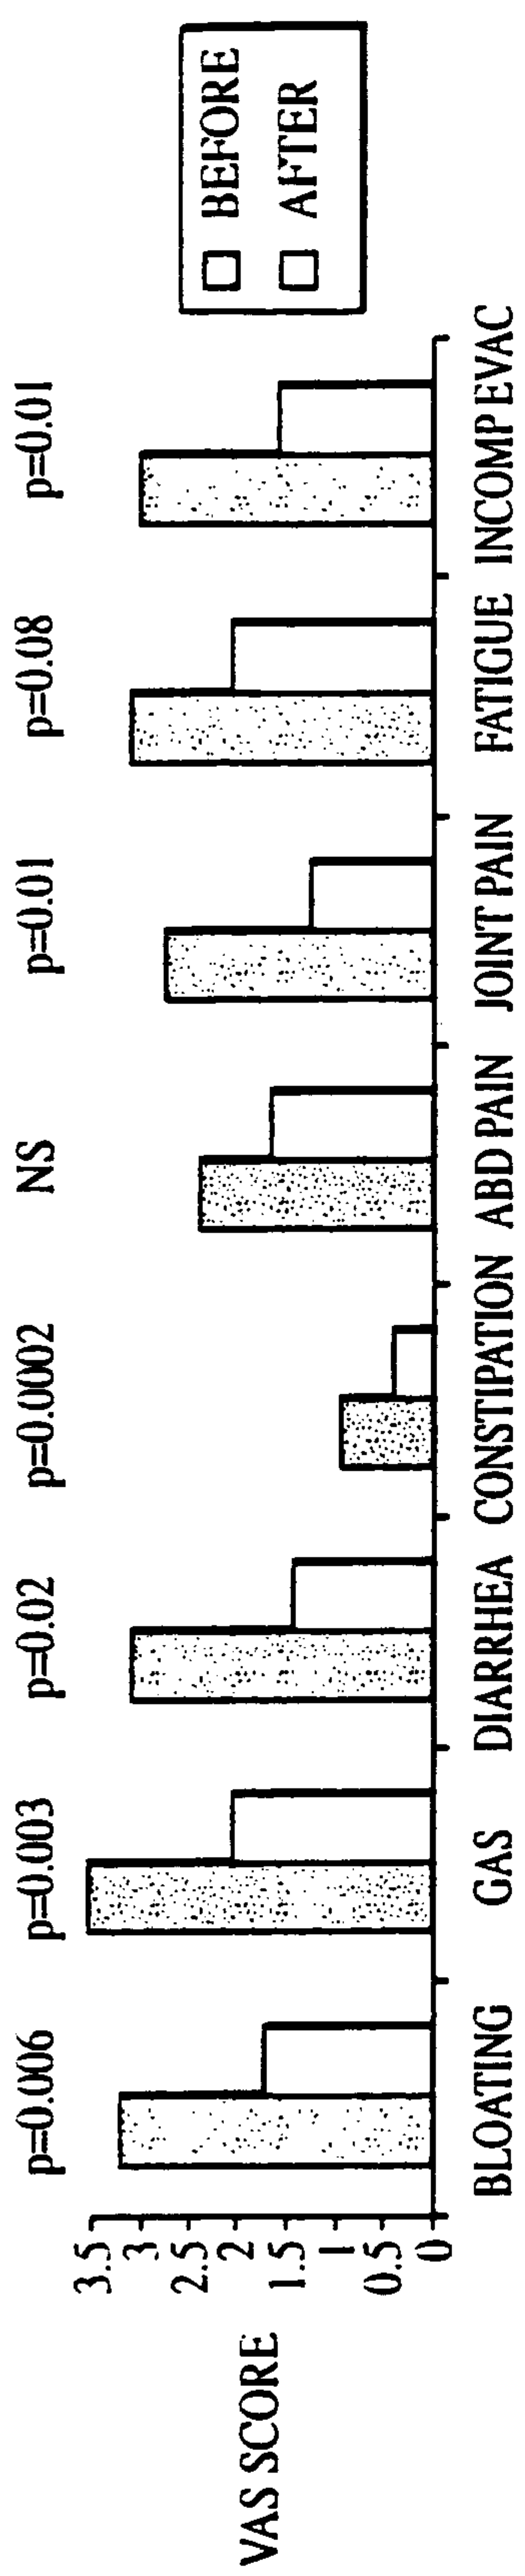 p=0.006 p=0.003 p=0.02 p=0.0002 NS p=0.01 p=0.08 p=0.01
VAS SCORE
3.5
3
2.5
2
1.5
1
0.5
0
BLOATING GAS DIARRHEA CONSTIPATION ABD PAIN JOINT PAIN FATIGUE INCOMP EVAC
BEFORE
AFTER